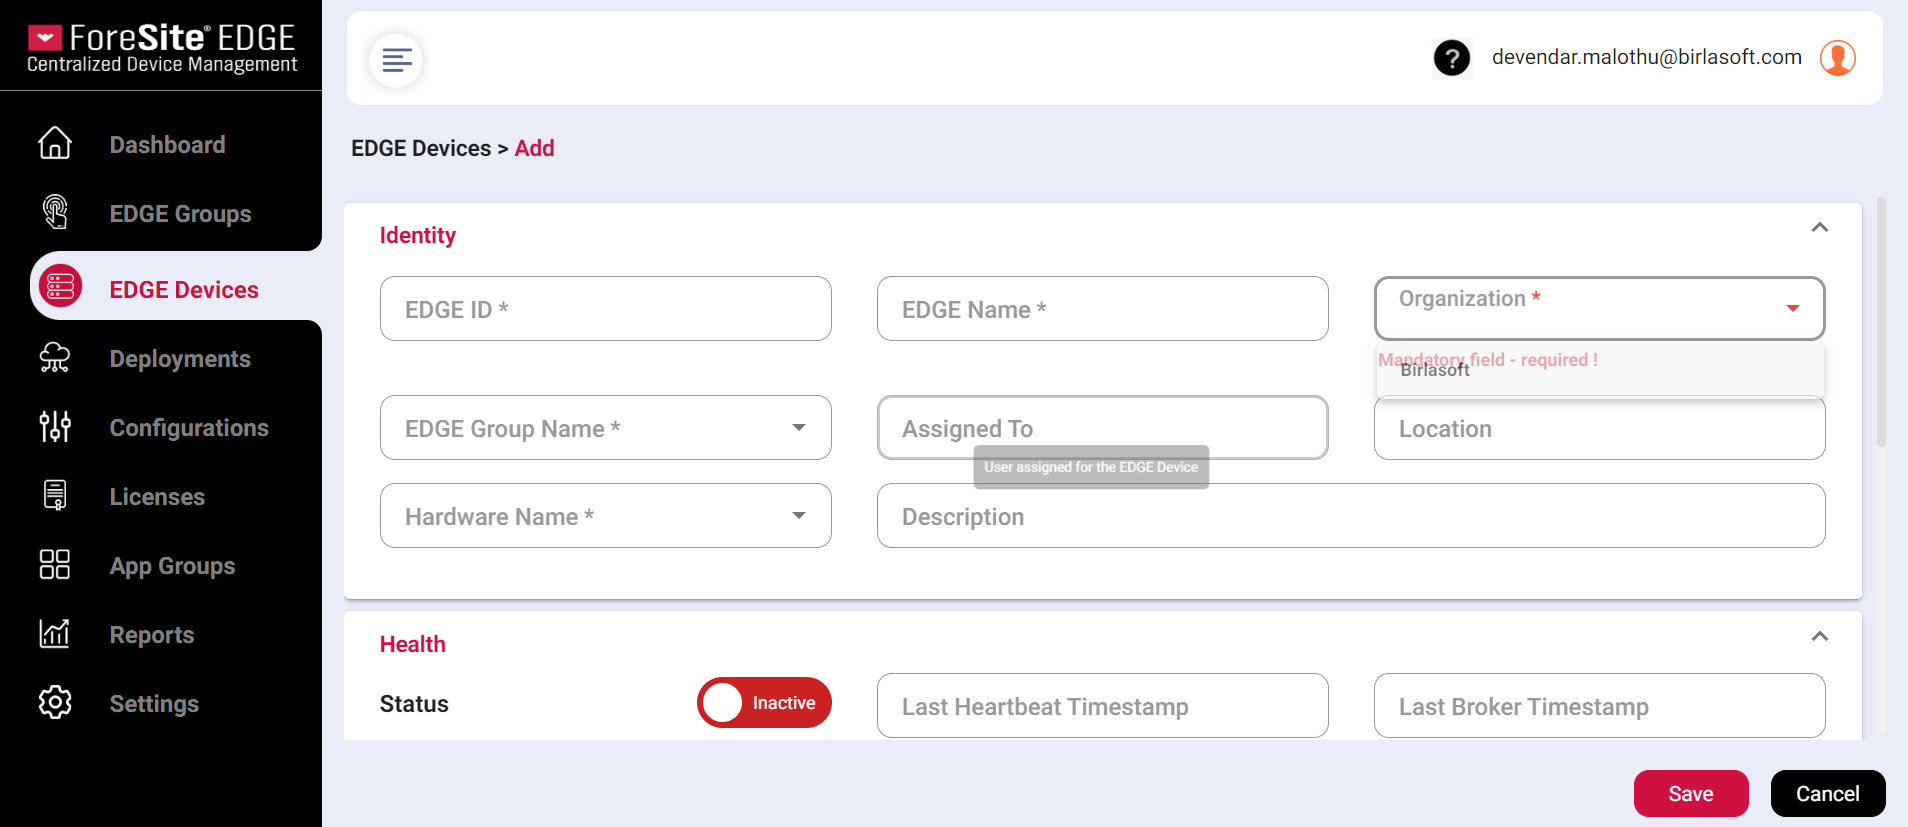 ForeSite® EDGE
Centralized Device Management
devendar.malothu@birlasoft.com
Dashboard
EDGE Groups
EDGE Devices
Deployments
Configurations
Licenses
App Groups
Reports
Settings
EDGE Devices > Add
Identity
EDGE ID *
EDGE Name *
Organization *
Mandatory field - required !
Birlasoft
EDGE Group Name *
Assigned To
Location
User assigned for the EDGE Device
Hardware Name *
Description
Health
Status
Inactive
Last Heartbeat Timestamp
Last Broker Timestamp
Save
Cancel